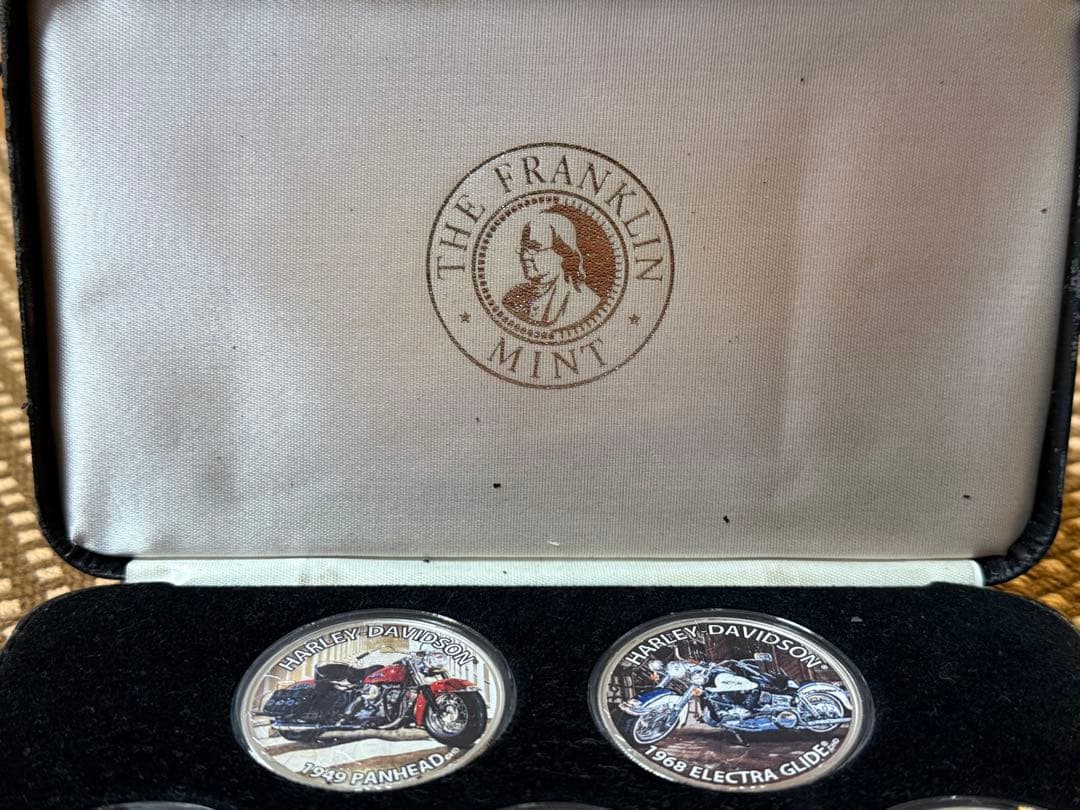 THE FRANKLIN
MINT
HARLEY-DAVIDSON
1949 PANHEAD
HARLEY-DAVIDSON®
1968 ELECTRA GLIDE®